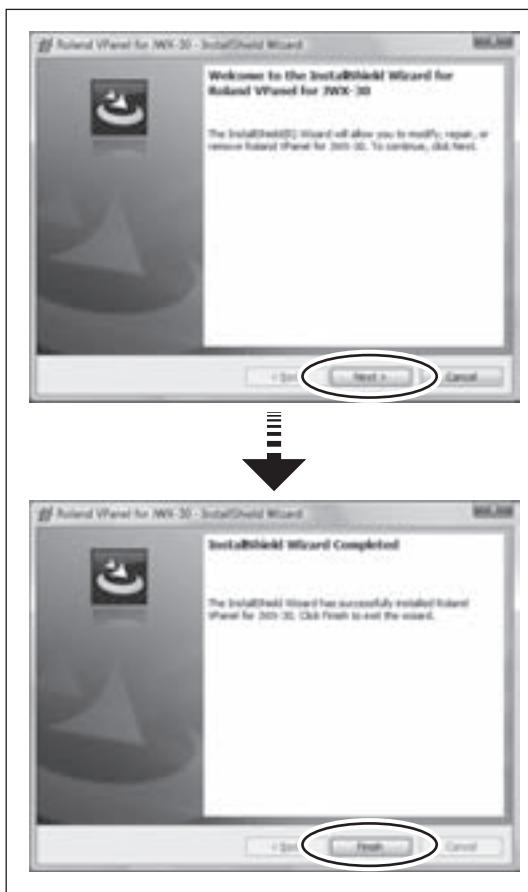 Roland VPanel for JWX-30 - InstallShield Wizard
Welcome to the InstallShield Wizard for
Roland VPanel for JWX-30
The InstallShield(R) Wizard will allow you to modify, repair, or
remove Roland VPanel for JWX-30. To continue, click Next.
Next >
Cancel
Roland VPanel for JWX-30 - InstallShield Wizard
InstallShield Wizard Completed
The InstallShield Wizard has successfully installed Roland
VPanel for JWX-30. Click Finish to exit the wizard.
Finish
Cancel